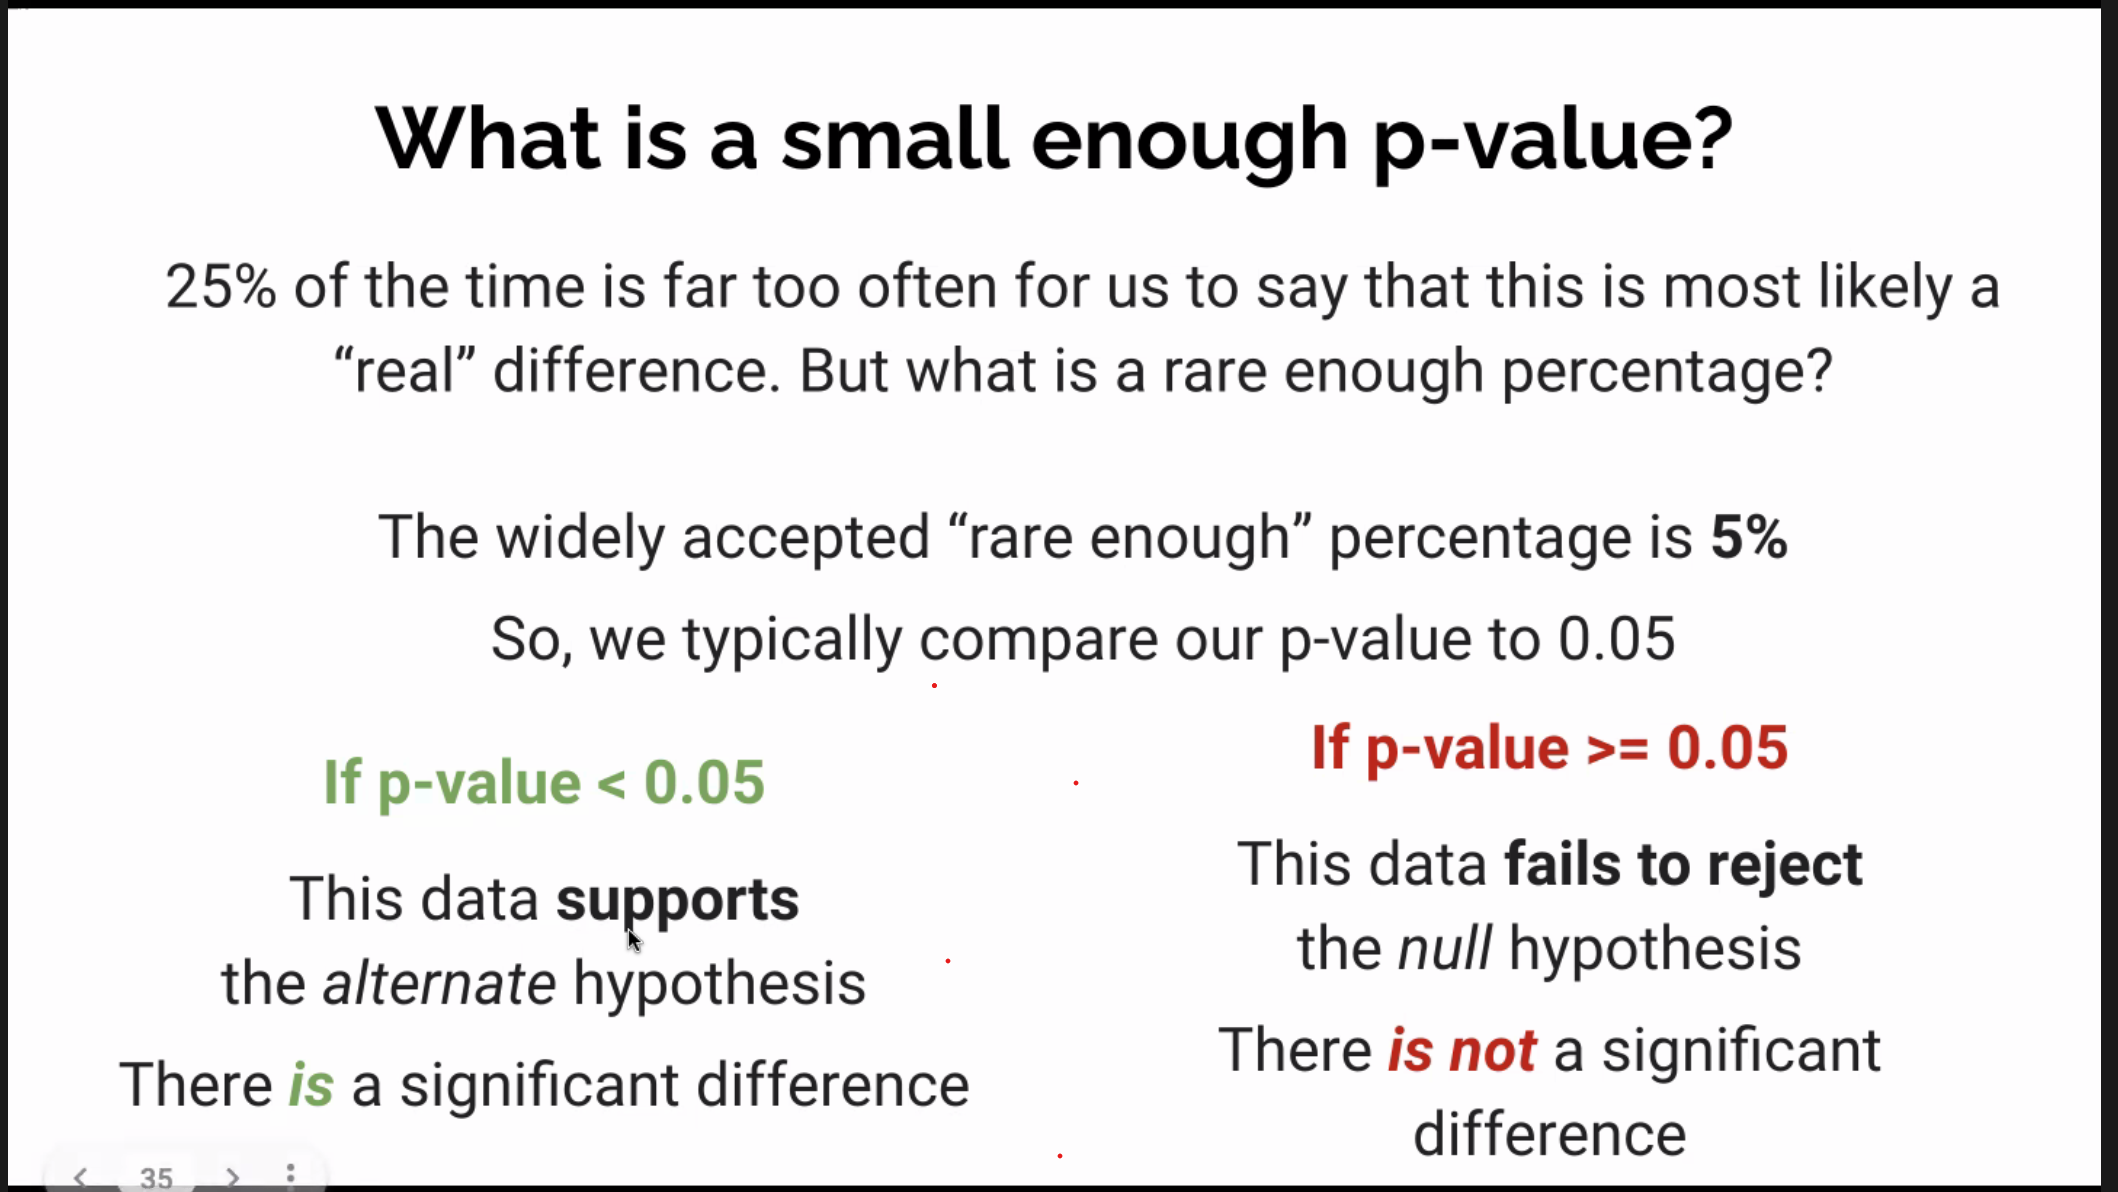 What is a small enough p-value?
25% of the time is far too often for us to say that this is most likely a
“real” difference. But what is a rare enough percentage?
The widely accepted “rare enough” percentage is 5%
So, we typically compare our p-value to 0.05
If p-value < 0.05
This data supports
the alternate hypothesis
There is a significant difference
If p-value >= 0.05
This data fails to reject
the null hypothesis
There is not a significant
difference
35